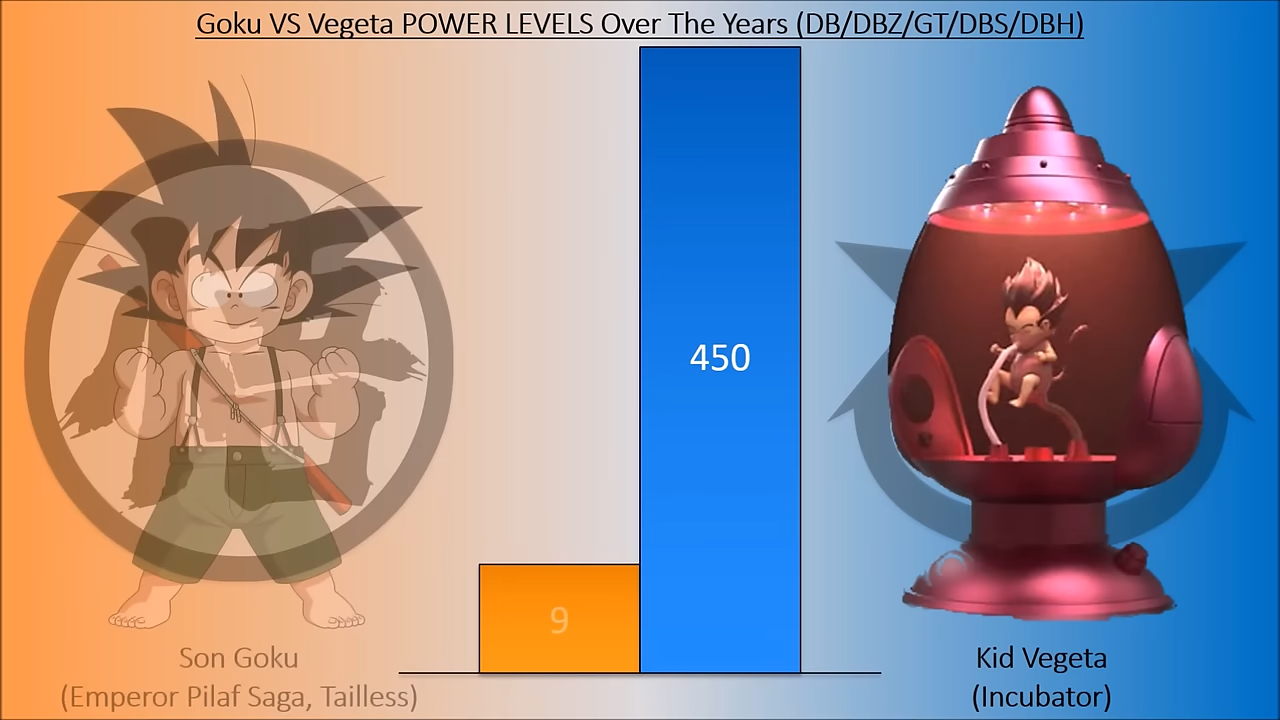 Goku VS Vegeta POWER LEVELS Over The Years (DB/DBZ/GT/DBS/DBH)
450
9
Son Goku
(Emperor Pilaf Saga, Tailless)
Kid Vegeta
(Incubator)